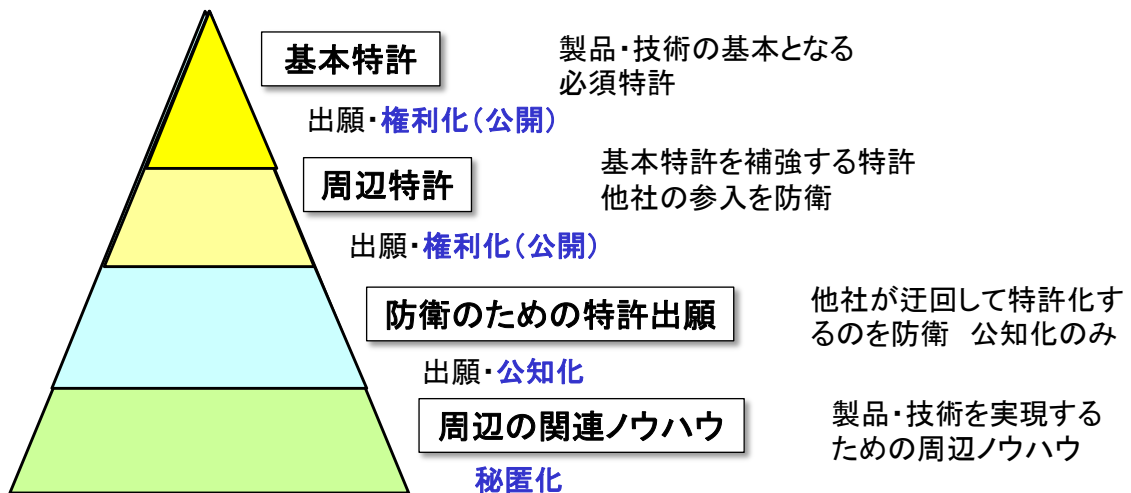 基本特許
製品・技術の基本となる
必須特許
出願・権利化（公開）
周辺特許
基本特許を補強する特許
他社の参入を防衛
出願・権利化（公開）
防衛のための特許出願
他社が迂回して特許化す
るのを防衛　公知化のみ
出願・公知化
周辺の関連ノウハウ
製品・技術を実現する
ための周辺ノウハウ
秘匿化